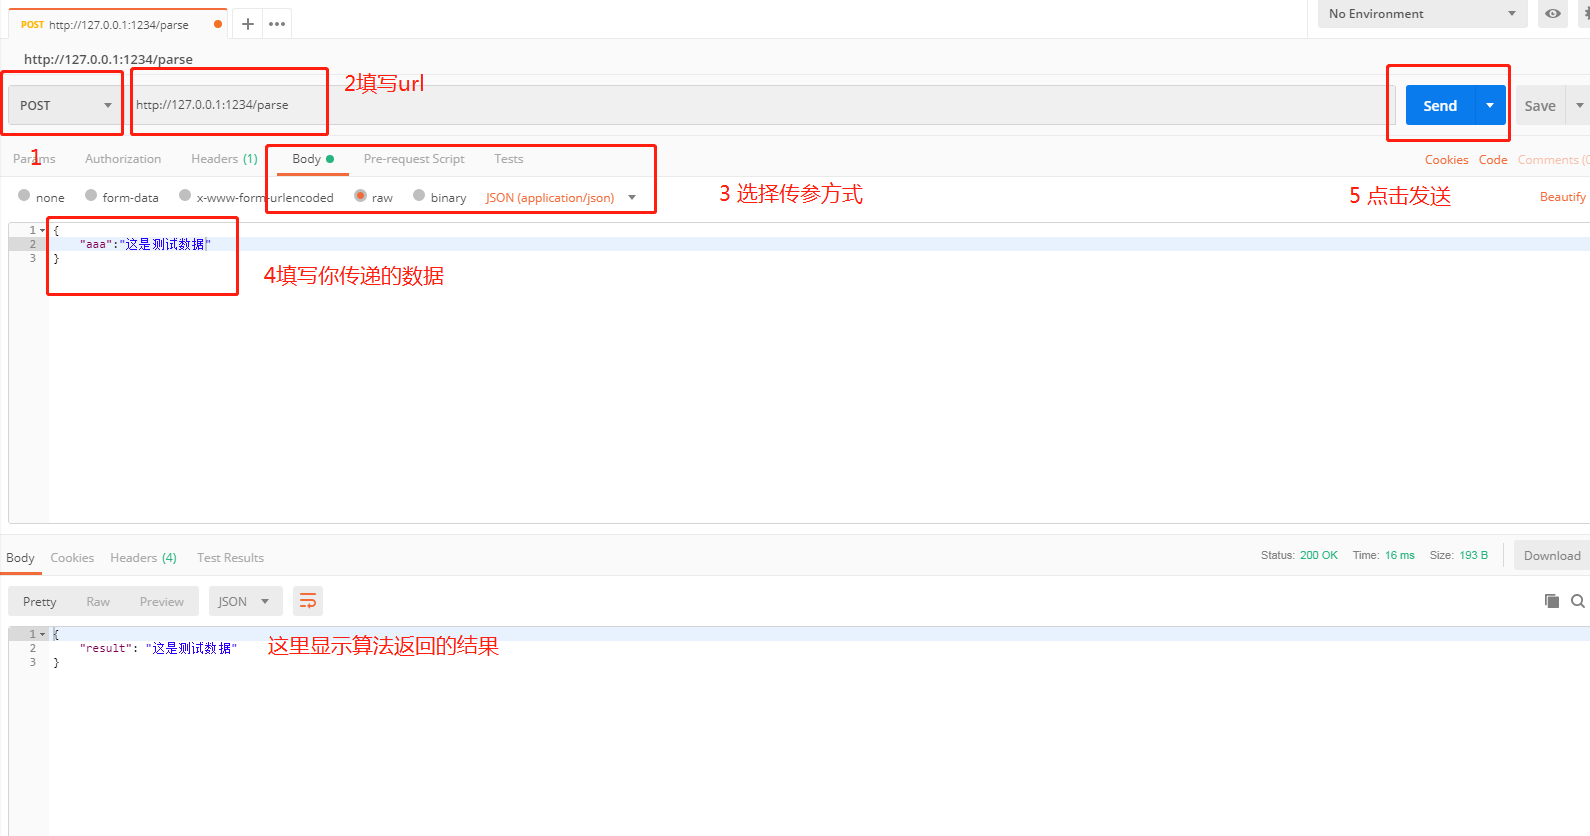 POST http://127.0.0.1:1234/parse
No Environment
http://127.0.0.1:1234/parse
2填写url
POST
http://127.0.0.1:1234/parse
Send
Save
1
Params Authorization Headers (1) Body Pre-request Script Tests
Cookies Code Comments (0
none form-data x-www-form-urlencoded raw binary JSON (application/json)
3 选择传参方式
5 点击发送
Beautify
1 {
2 "aaa":"这是测试数据"
3 }
4填写你传递的数据
Body Cookies Headers (4) Test Results
Status: 200 OK Time: 16 ms Size: 193 B
Download
Pretty Raw Preview JSON
1 {
2 "result": "这是测试数据"
3 }
这里显示算法返回的结果